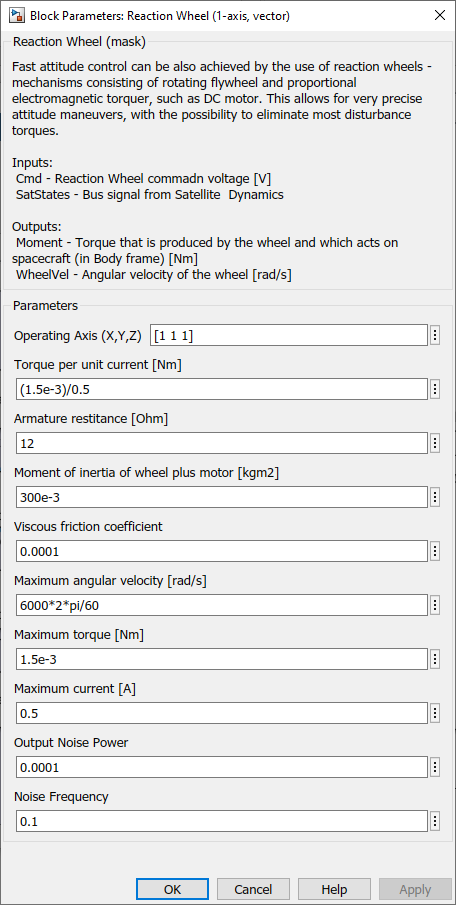 Block Parameters: Reaction Wheel (1-axis, vector)
Reaction Wheel (mask)
Fast attitude control can be also achieved by the use of reaction wheels -
mechanisms consisting of rotating flywheel and proportional
electromagnetic torquer, such as DC motor. This allows for very precise
attitude maneuvers, with the possibility to eliminate most disturbance
torques.
Inputs:
Cmd - Reaction Wheel commadn voltage [V]
SatStates - Bus signal from Satellite  Dynamics
Outputs:
Moment - Torque that is produced by the wheel and which acts on
spacecraft (in Body frame) [Nm]
WheelVel - Angular velocity of the wheel [rad/s]
Parameters
Operating Axis (X,Y,Z) [1 1 1]
Torque per unit current [Nm]
(1.5e-3)/0.5
Armature restitance [Ohm]
12
Moment of inertia of wheel plus motor [kgm2]
300e-3
Viscous friction coefficient
0.0001
Maximum angular velocity [rad/s]
6000*2*pi/60
Maximum torque [Nm]
1.5e-3
Maximum current [A]
0.5
Output Noise Power
0.0001
Noise Frequency
0.1
OK Cancel Help Apply